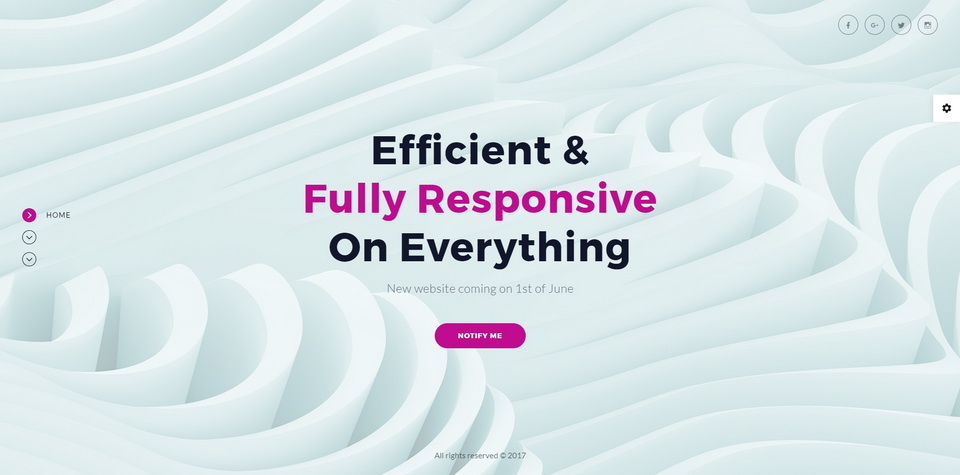 Efficient &
Fully Responsive
On Everything
HOME
New website coming on 1st of June
NOTIFY ME
All rights reserved © 2017